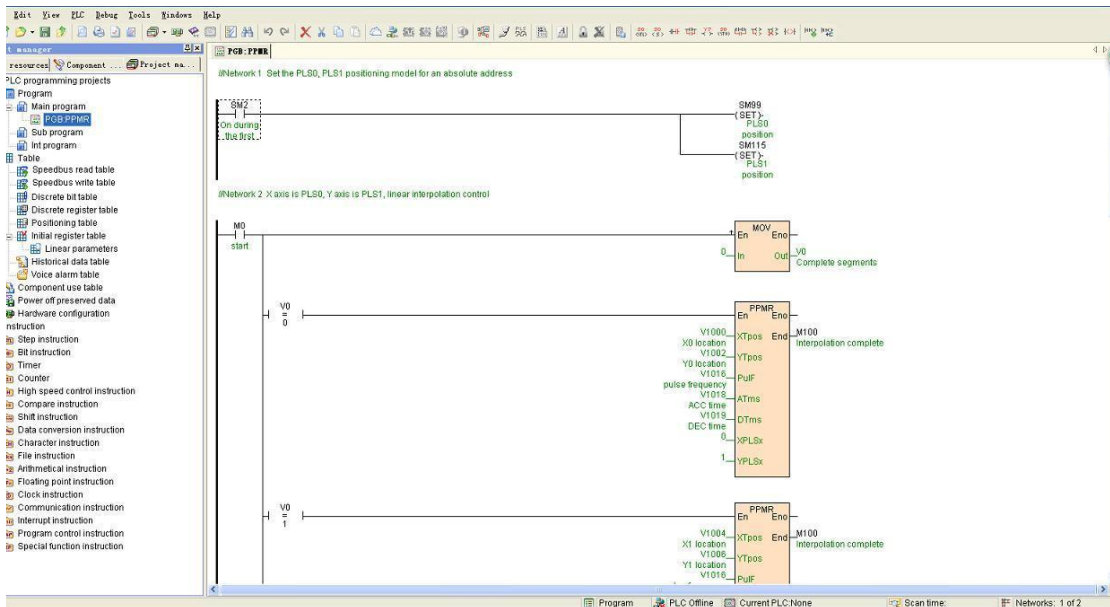 Edit View PLC Debug Tools Windows Help
t manager
resources Component ... Project na...
PLC programming projects
Program
Main program
PGB:PPMR
Sub program
Int program
Table
Speedbus read table
Speedbus write table
Discrete bit table
Discrete register table
Positioning table
Initial register table
Linear parameters
Historical data table
Voice alarm table
Component use table
Power off preserved data
Hardware configuration
nstruction
Step instruction
Bit instruction
Timer
Counter
High speed control instruction
Compare instruction
Shift instruction
Data conversion instruction
Character instruction
File instruction
Arithmetical instruction
Floating point instruction
Clock instruction
Communication instruction
Interrupt instruction
Program control instruction
Special function instruction
PGB:PPMR
//Network 1 Set the PLS0, PLS1 positioning model for an absolute address
SM2
On during
the first
SM99
(SET)
PLS0
position
SM115
(SET)
PLS1
position
//Network 2 X axis is PLS0, Y axis is PLS1, linear interpolation control
M0
start
MOV
En Eno
0 In Out V0
Complete segments
V0
=
0
PPMR
En Eno
V1000 XTpos End M100
X0 location Interpolation complete
V1002 YTpos
Y0 location
V1016 PulF
pulse frequency
V1018 ATms
ACC time
V1019 DTms
DEC time
0 XPLSx
1 YPLSx
V0
=
1
PPMR
En Eno
V1004 XTpos End M100
X1 location Interpolation complete
V1006 YTpos
Y1 location
V1016 PulF
Program PLC Offline Current PLC:None Scan time: Networks: 1 of 2